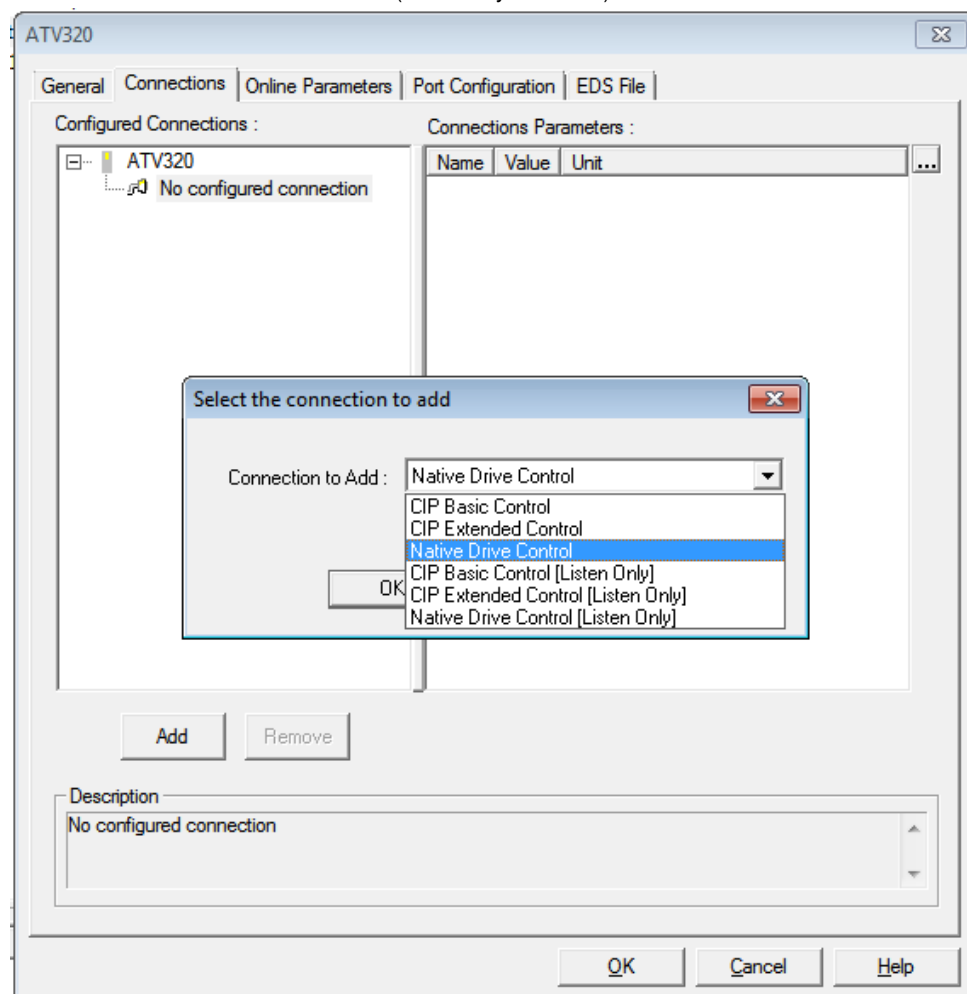 ATV320
General Connections Online Parameters Port Configuration EDS File
Configured Connections :
Connections Parameters :
ATV320
No configured connection
Name Value Unit
...
Select the connection to add
Connection to Add :
Native Drive Control
CIP Basic Control
CIP Extended Control
Native Drive Control
CIP Basic Control [Listen Only]
CIP Extended Control [Listen Only]
Native Drive Control [Listen Only]
OK
Add Remove
Description
No configured connection
OK Cancel Help